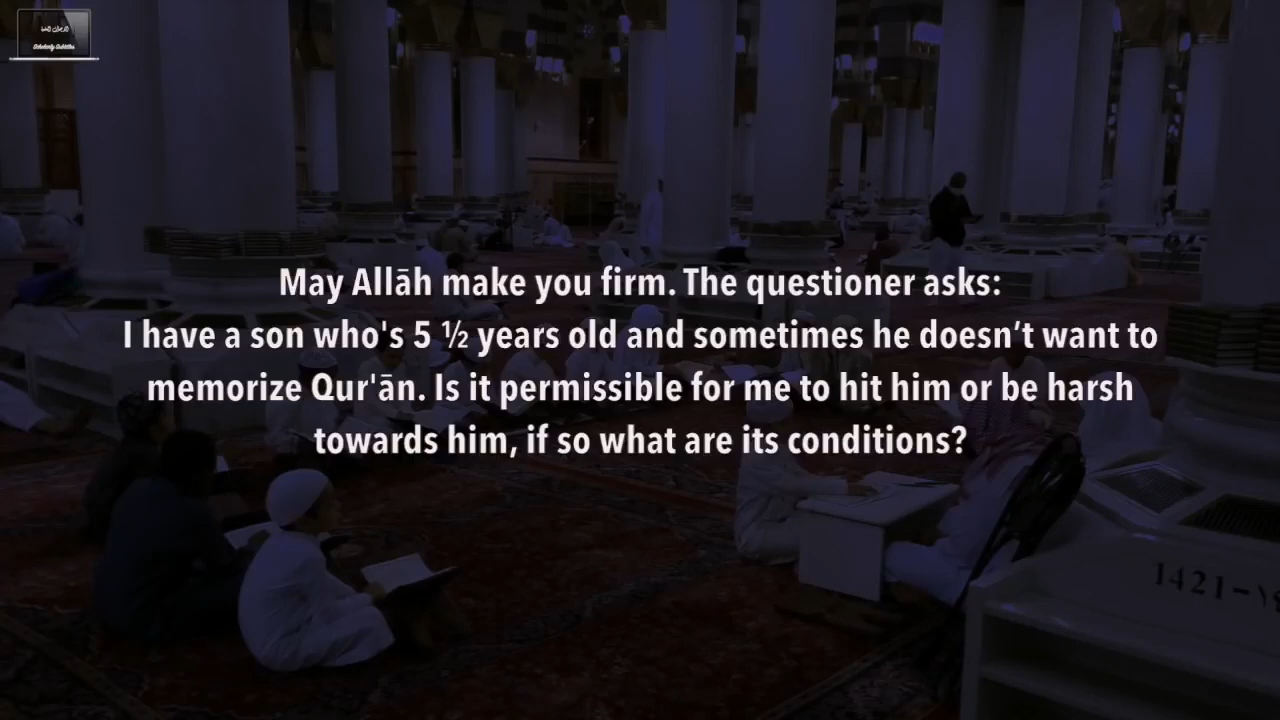 Scholarly Subtitles
May Allāh make you firm. The questioner asks:
I have a son who's 5 ½ years old and sometimes he doesn’t want to
memorize Qur'ān. Is it permissible for me to hit him or be harsh
towards him, if so what are its conditions?
1421-